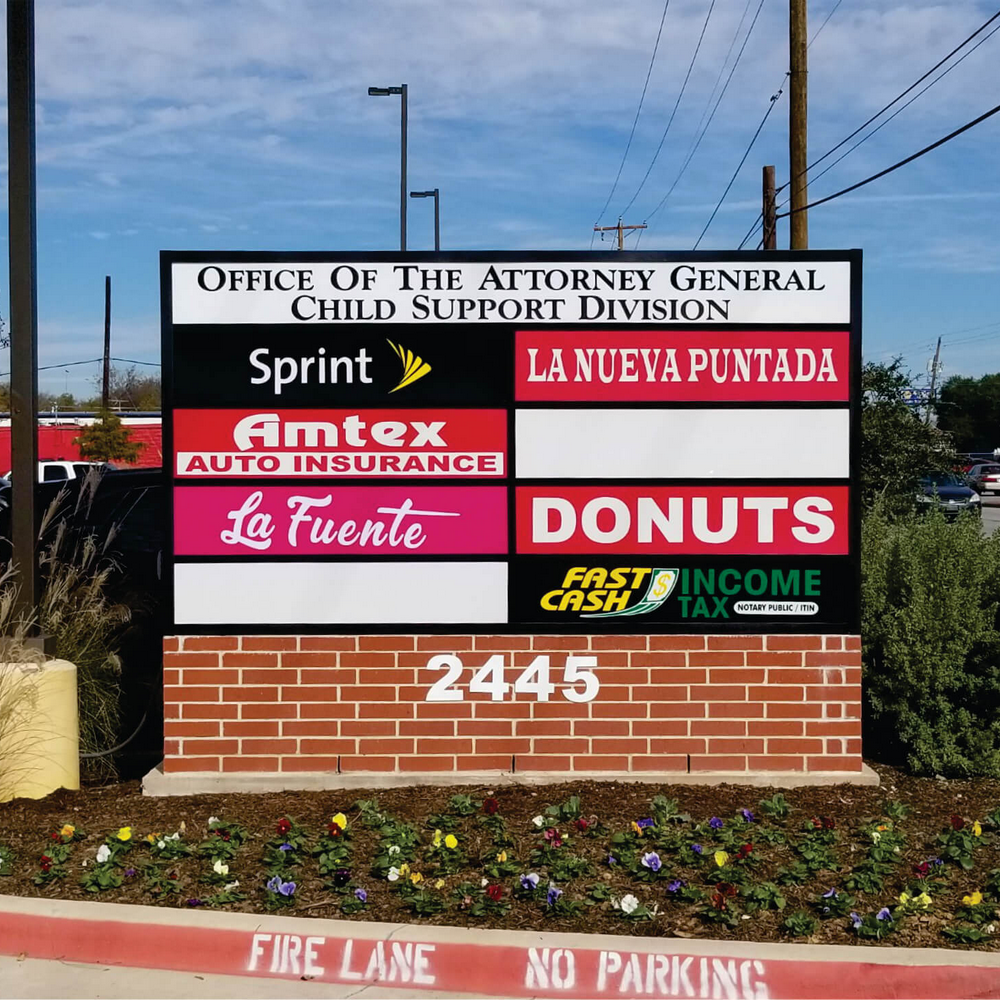 OFFICE OF THE ATTORNEY GENERAL
CHILD SUPPORT DIVISION
Sprint
LA NUEVA PUNTADA
Amtex
AUTO INSURANCE
La Fuente
DONUTS
FAST
CASH
$
INCOME
TAX
NOTARY PUBLIC / ITIN
2445
FIRE LANE NO PARKING